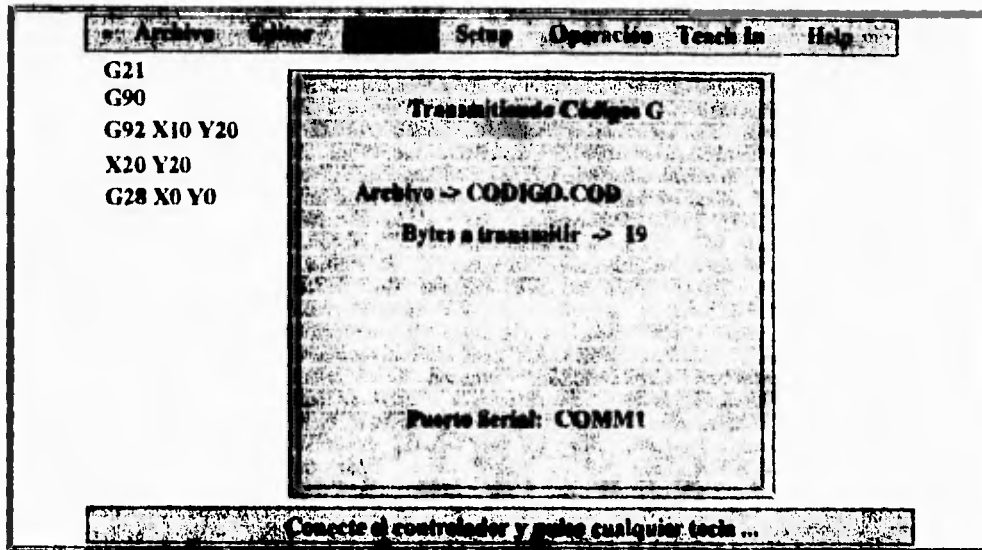 Archivo Editar Setup Operación Teach In Help
G21
G90
G92 X10 Y20
X20 Y20
G28 X0 Y0
Transmitiendo Códigos G
Archivo -> CODIGO.COD
Bytes a transmitir -> 19
Puerto Serial: COMM1
Conecte el controlador y pulse cualquier tecla ...